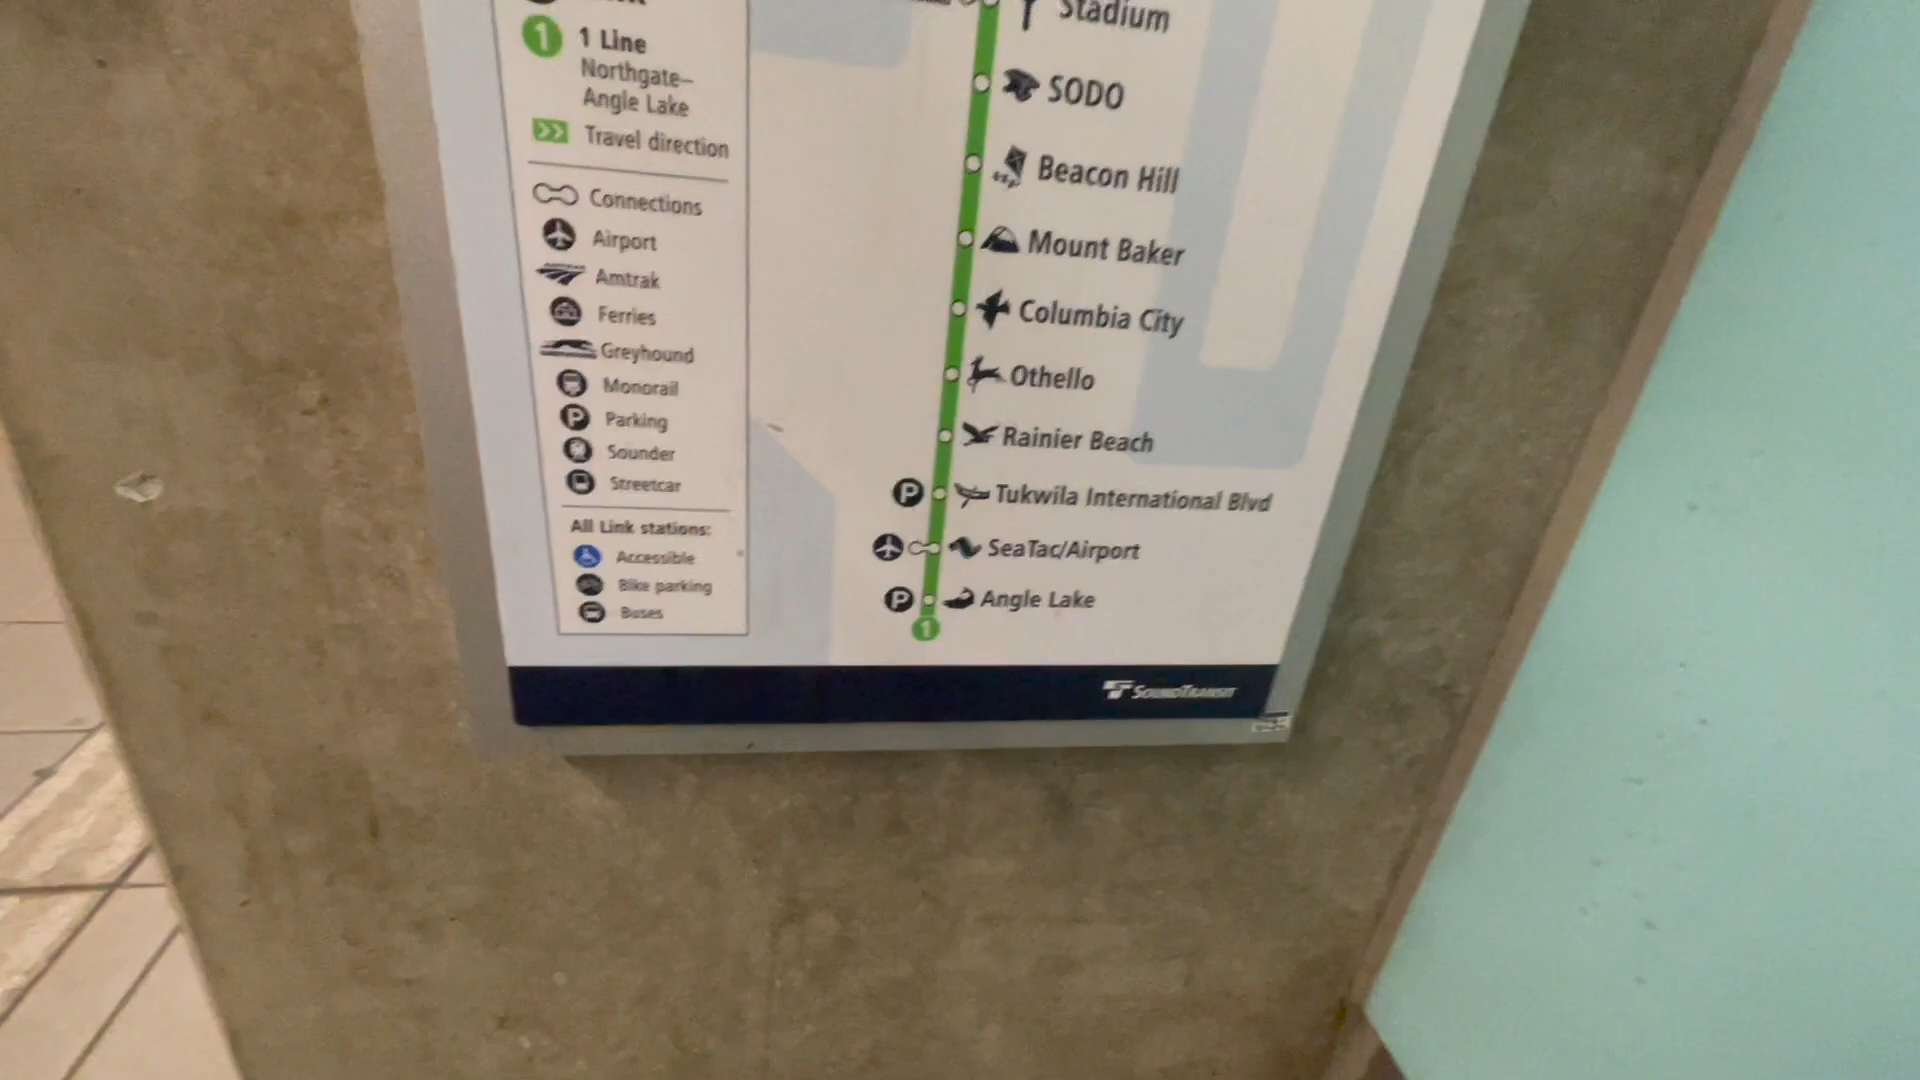 1
1 Line
Northgate–
Angle Lake
Travel direction
Connections
Airport
Amtrak
Ferries
Greyhound
Monorail
P
Parking
Sounder
Streetcar
All Link stations:
Accessible
Bike parking
Buses
Stadium
SODO
Beacon Hill
Mount Baker
Columbia City
Othello
Rainier Beach
P
Tukwila International Blvd
SeaTac/Airport
P
Angle Lake
1
SOUNDTRANSIT